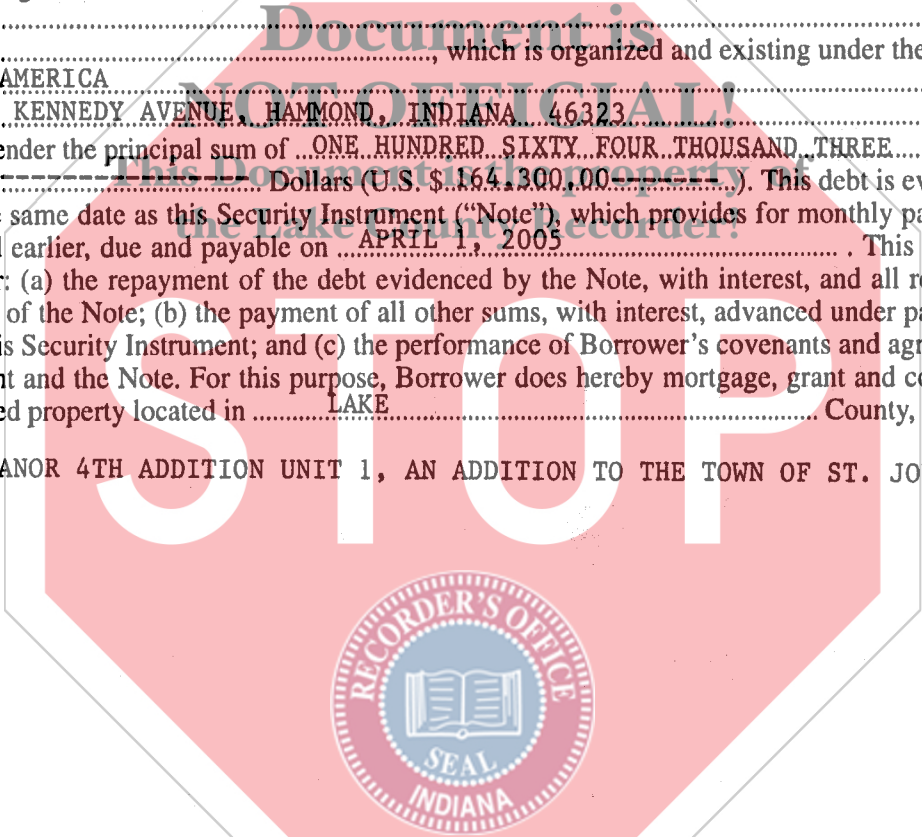 Document is
, which is organized and existing under the
AMERICA
NOT OFFICIAL!
KENNEDY AVENUE, HAMMOND, INDIANA 46323
ender the principal sum of ONE HUNDRED SIXTY FOUR THOUSAND THREE
This Document is the property of
Dollars (U.S. $ 164,300.00--------). This debt is ev
same date as this Security Instrument ("Note"), which provides for monthly pa
the Lake County Recorder!
earlier, due and payable on APRIL 1, 2005. This
: (a) the repayment of the debt evidenced by the Note, with interest, and all r
of the Note; (b) the payment of all other sums, with interest, advanced under pa
is Security Instrument; and (c) the performance of Borrower's covenants and agr
t and the Note. For this purpose, Borrower does hereby mortgage, grant and co
ed property located in LAKE County,
ANOR 4TH ADDITION UNIT 1, AN ADDITION TO THE TOWN OF ST. JO
STOP
RECORDER'S OFFICE
SEAL
INDIANA